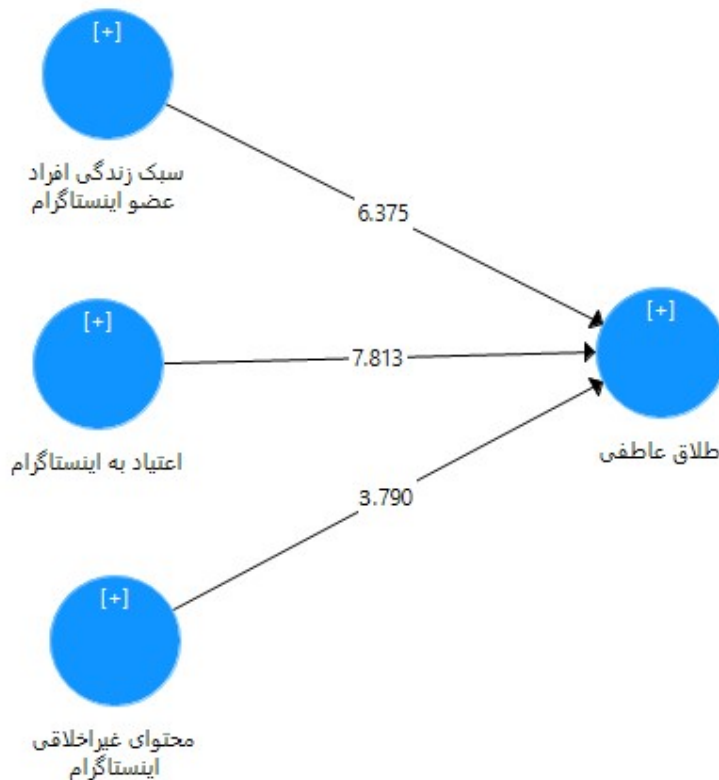 [+]
سبک زندگی افراد
عضو اینستاگرام
6.375
[+]
[+]
7.813
طلاق عاطفی
اعتیاد به اینستاگرام
3.790
[+]
محتوای غیراخلاقی
اینستاگرام